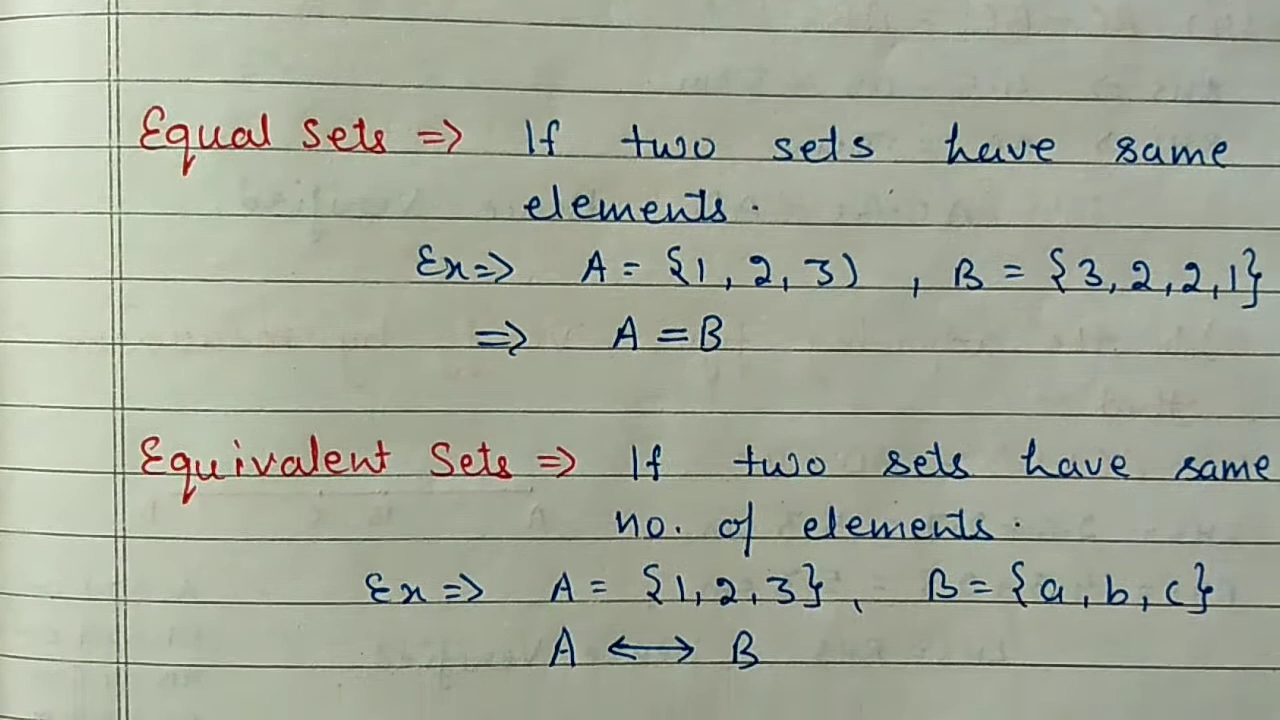 Equal Sets => If two sets have same
elements.
Ex => A = {1, 2, 3) , B = {3, 2, 2, 1}
=> A = B
Equivalent Sets => If two sets have same
no. of elements.
Ex => A = {1, 2, 3} , B = {a, b, c}
A ⟷ B